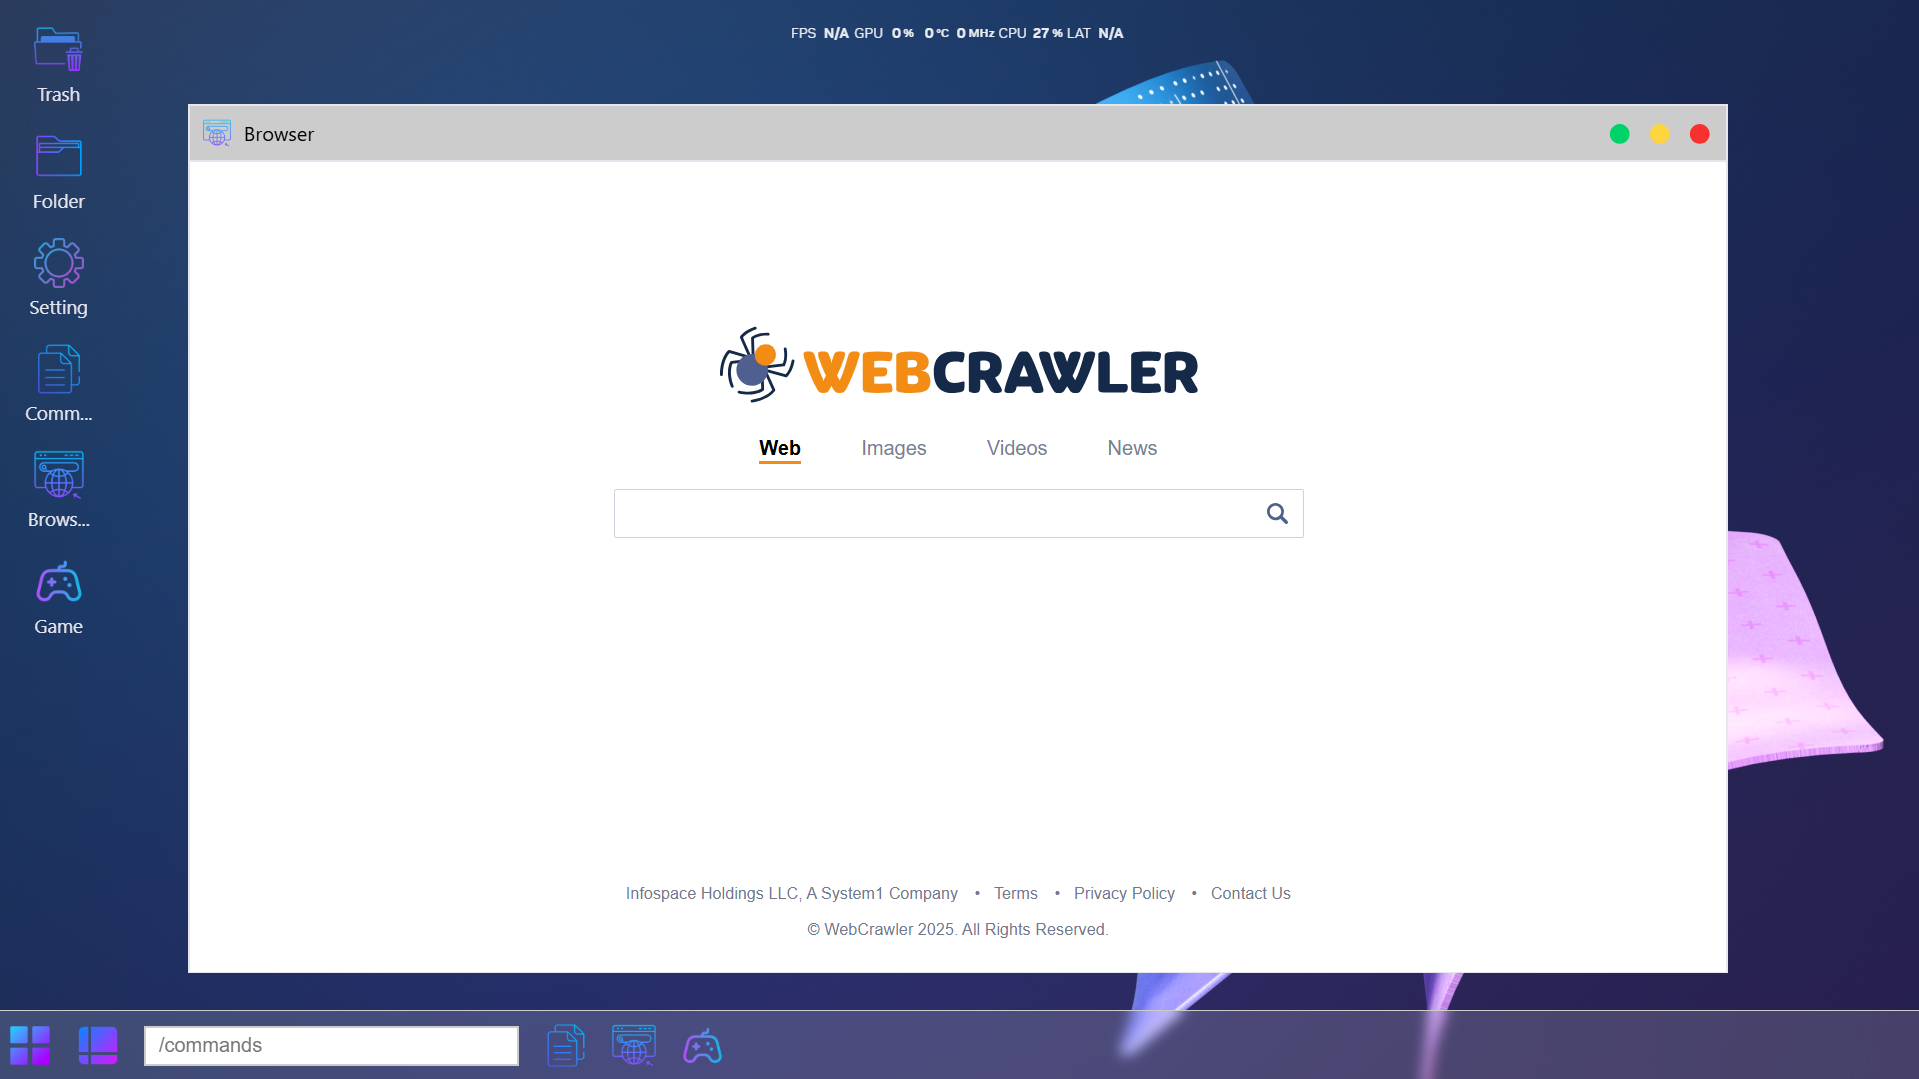 FPS N/A GPU 0 % 0 °C 0 MHz CPU 27 % LAT N/A
Trash
Folder
Setting
Comm...
Brows...
Game
Browser
WEBCRAWLER
Web Images Videos News
Infospace Holdings LLC, A System1 Company • Terms • Privacy Policy • Contact Us
© WebCrawler 2025. All Rights Reserved.
/commands